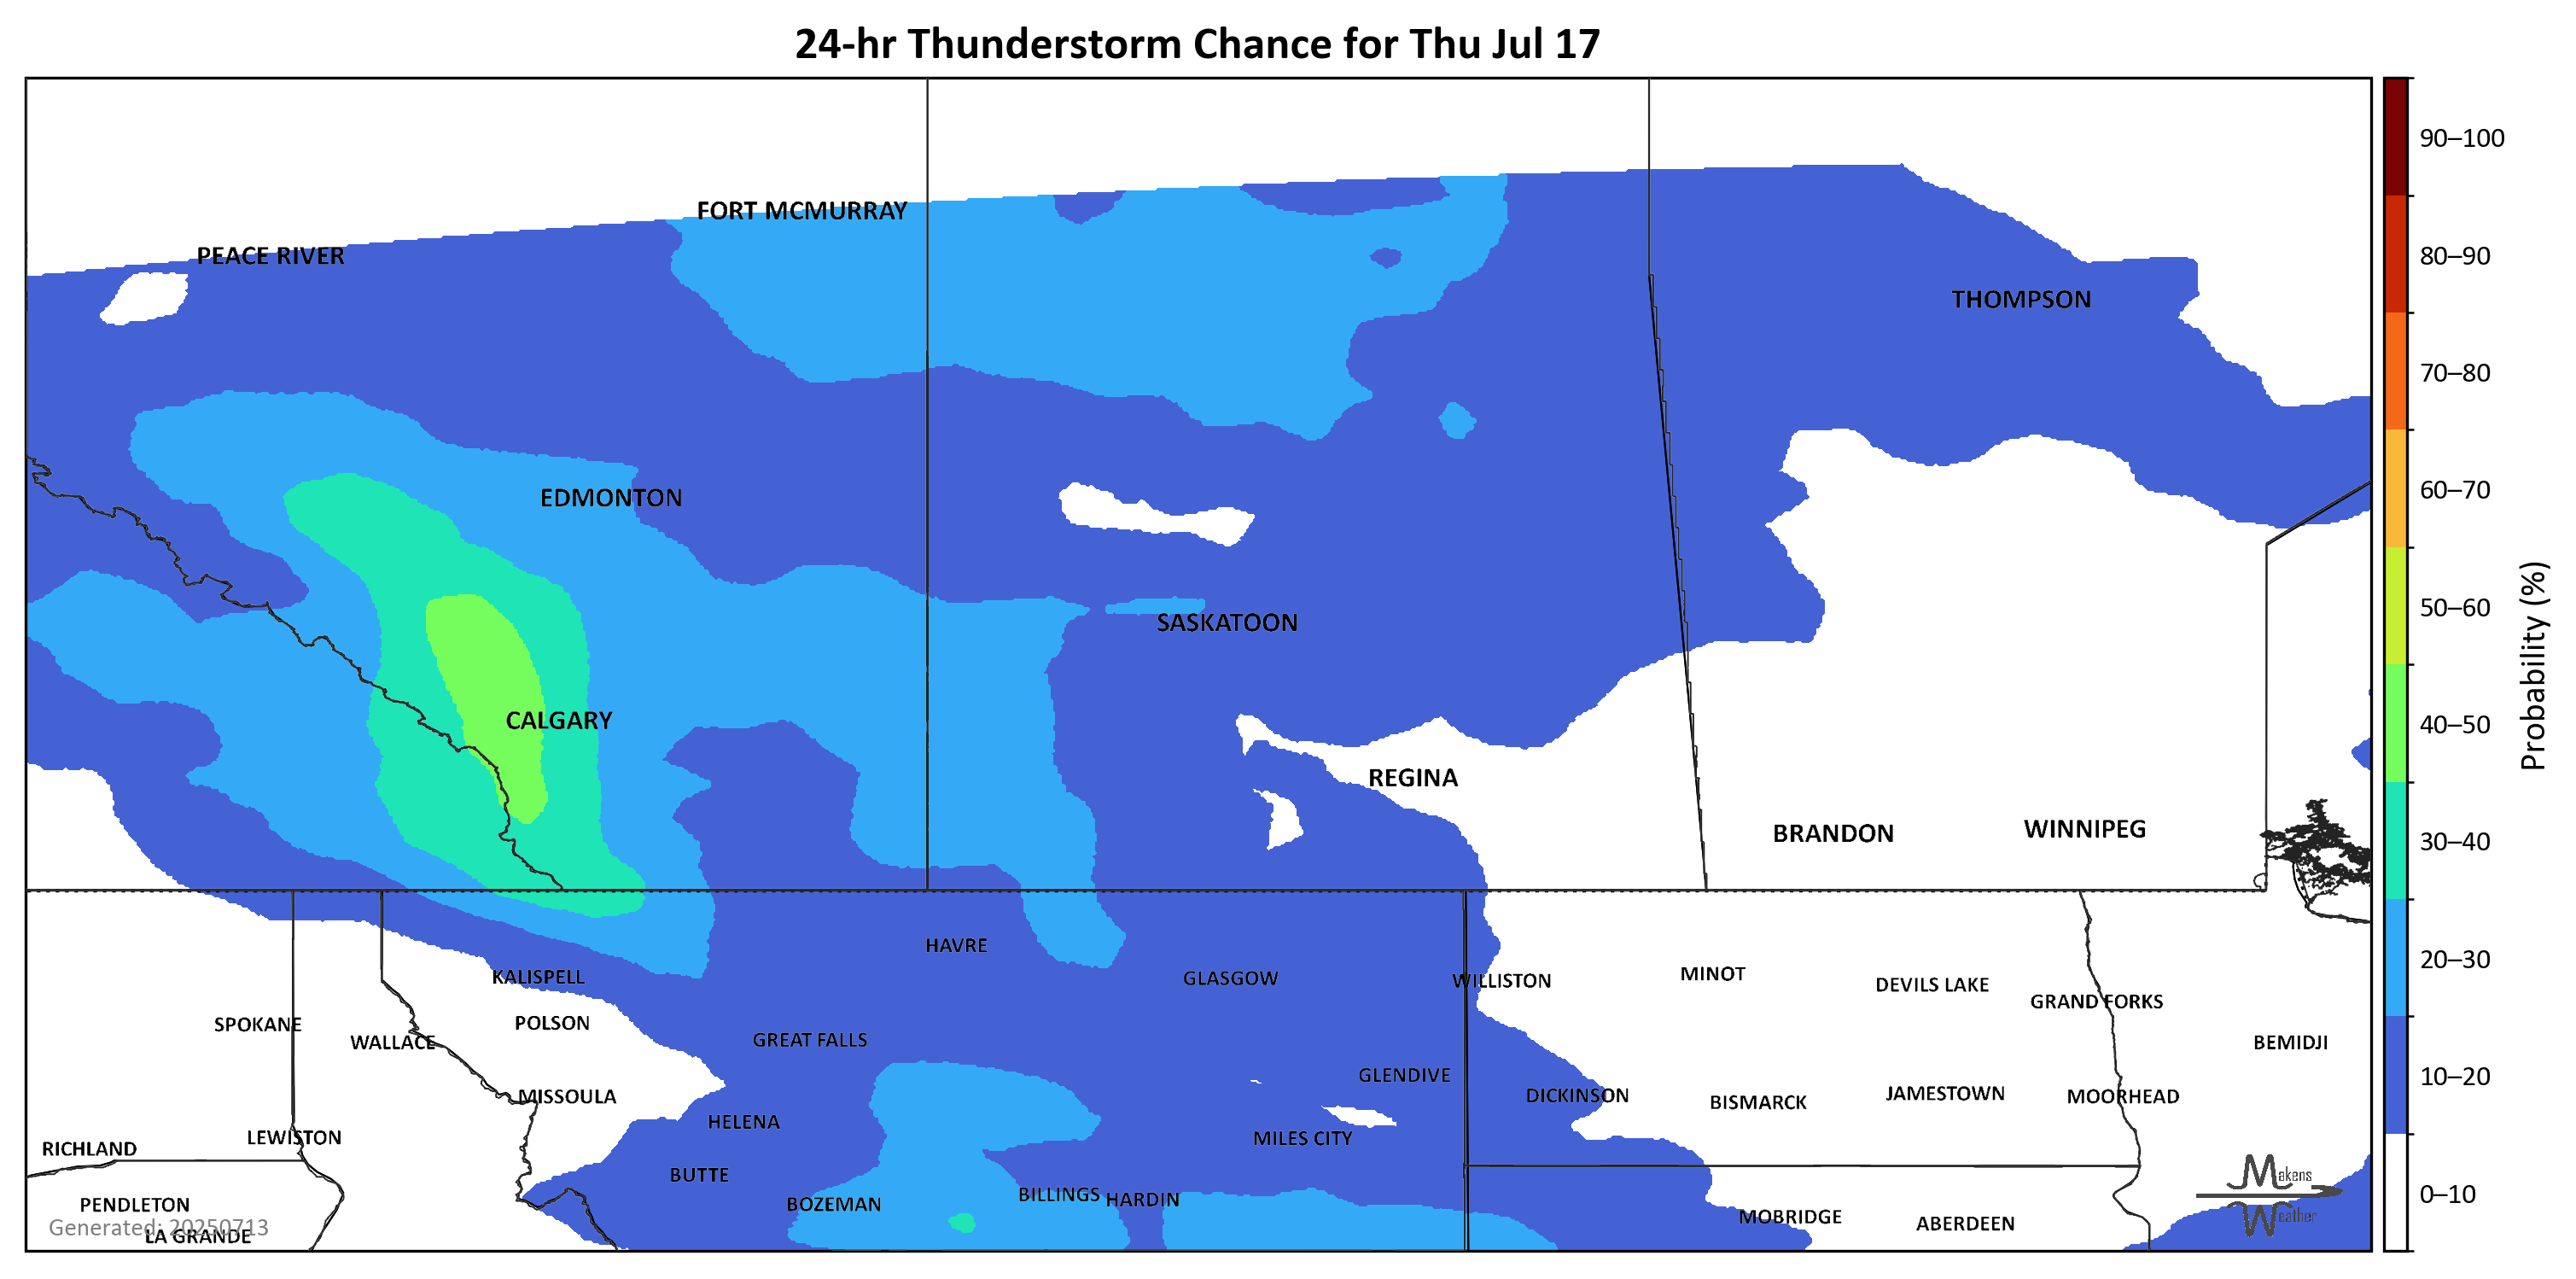 24-hr Thunderstorm Chance for Thu Jul 17
90–100
FORT MCMURRAY
PEACE RIVER
80–90
THOMPSON
70–80
EDMONTON
60–70
SASKATOON
50–60
CALGARY
40–50
Probability (%)
REGINA
BRANDON
WINNIPEG
30–40
HAVRE
20–30
KALISPELL
GLASGOW
WILLISTON
MINOT
DEVILS LAKE
GRAND FORKS
SPOKANE
POLSON
WALLACE
GREAT FALLS
BEMIDJI
10–20
GLENDIVE
MISSOULA
DICKINSON
BISMARCK
JAMESTOWN
MOORHEAD
HELENA
LEWISTON
MILES CITY
RICHLAND
BUTTE
Makens
Weather
0–10
BILLINGS
HARDIN
PENDLETON
BOZEMAN
MOBRIDGE
ABERDEEN
Generated: 20250713
LA GRANDE